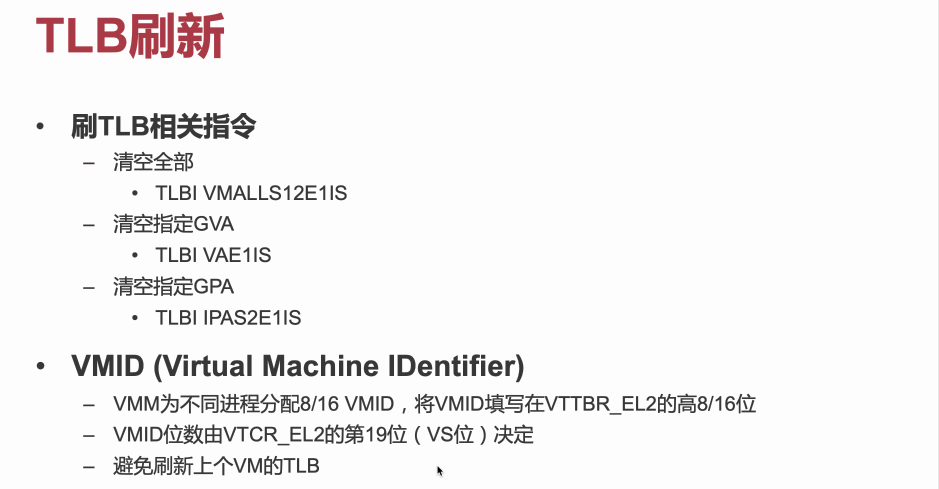 TLB刷新
• 刷TLB相关指令
– 清空全部
• TLBI VMALLS12E1IS
– 清空指定GVA
• TLBI VAE1IS
– 清空指定GPA
• TLBI IPAS2E1IS
• VMID (Virtual Machine IDentifier)
– VMM为不同进程分配8/16 VMID，将VMID填写在VTTBR_EL2的高8/16位
– VMID位数由VTCR_EL2的第19位（VS位）决定
– 避免刷新上个VM的TLB